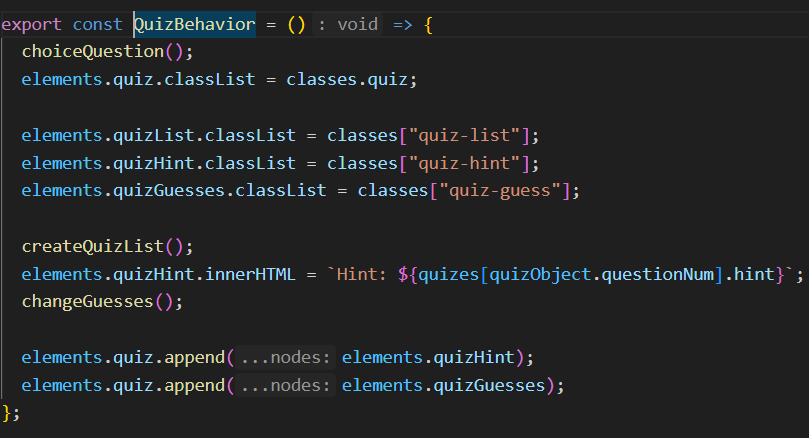 export const QuizBehavior = () : void => {
choiceQuestion();
elements.quiz.classList = classes.quiz;
elements.quizList.classList = classes["quiz-list"];
elements.quizHint.classList = classes["quiz-hint"];
elements.quizGuesses.classList = classes["quiz-guess"];
createQuizList();
elements.quizHint.innerHTML = `Hint: ${quizes[quizObject.questionNum].hint}`;
changeGuesses();
elements.quiz.append(...nodes: elements.quizHint);
elements.quiz.append(...nodes: elements.quizGuesses);
};